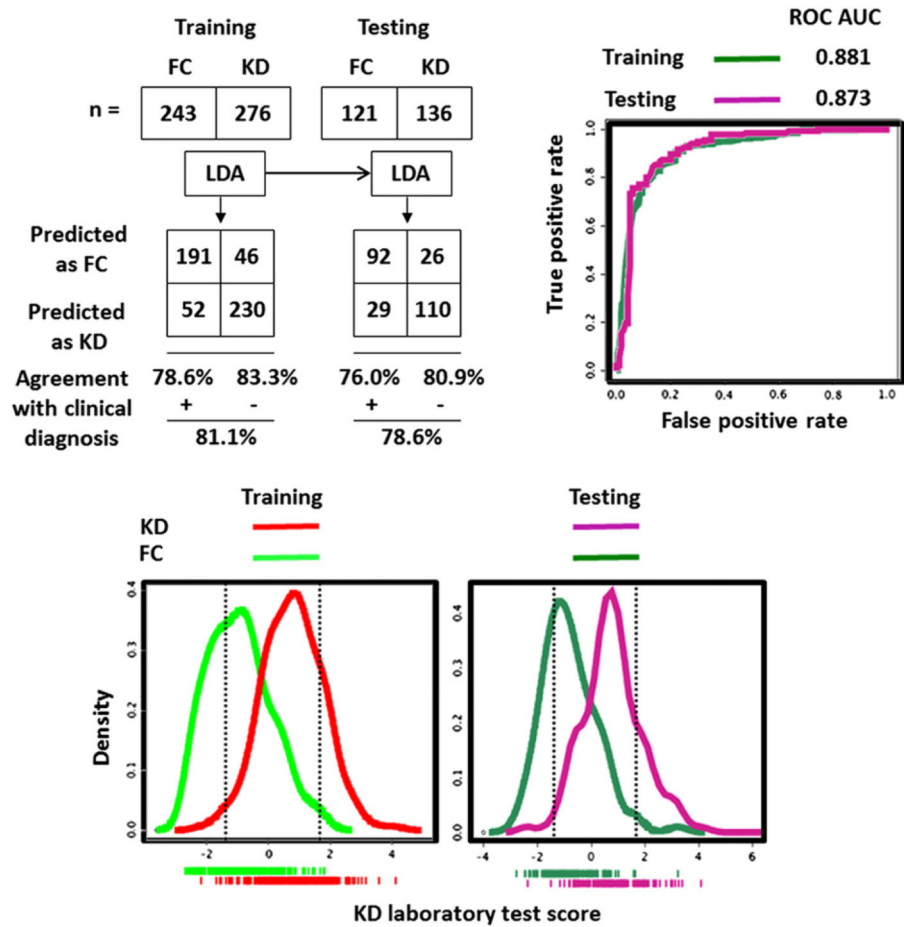 Training Testing
FC KD FC KD
n = 243 276 121 136
LDA LDA
Predicted as FC 191 46 92 26
Predicted as KD 52 230 29 110
Agreement with clinical diagnosis 78.6% 83.3% 76.0% 80.9%
+ - + -
81.1% 78.6%
ROC AUC
Training 0.881
Testing 0.873
True positive rate
1.0
0.8
0.6
0.4
0.2
0.0
0.0 0.2 0.4 0.6 0.8 1.0
False positive rate
Training Testing
KD
FC
Density
0.4
0.3
0.2
0.1
0.0
-2 0 2 4
0.4
0.3
0.2
0.1
0.0
-4 -2 0 2 4 6
KD laboratory test score